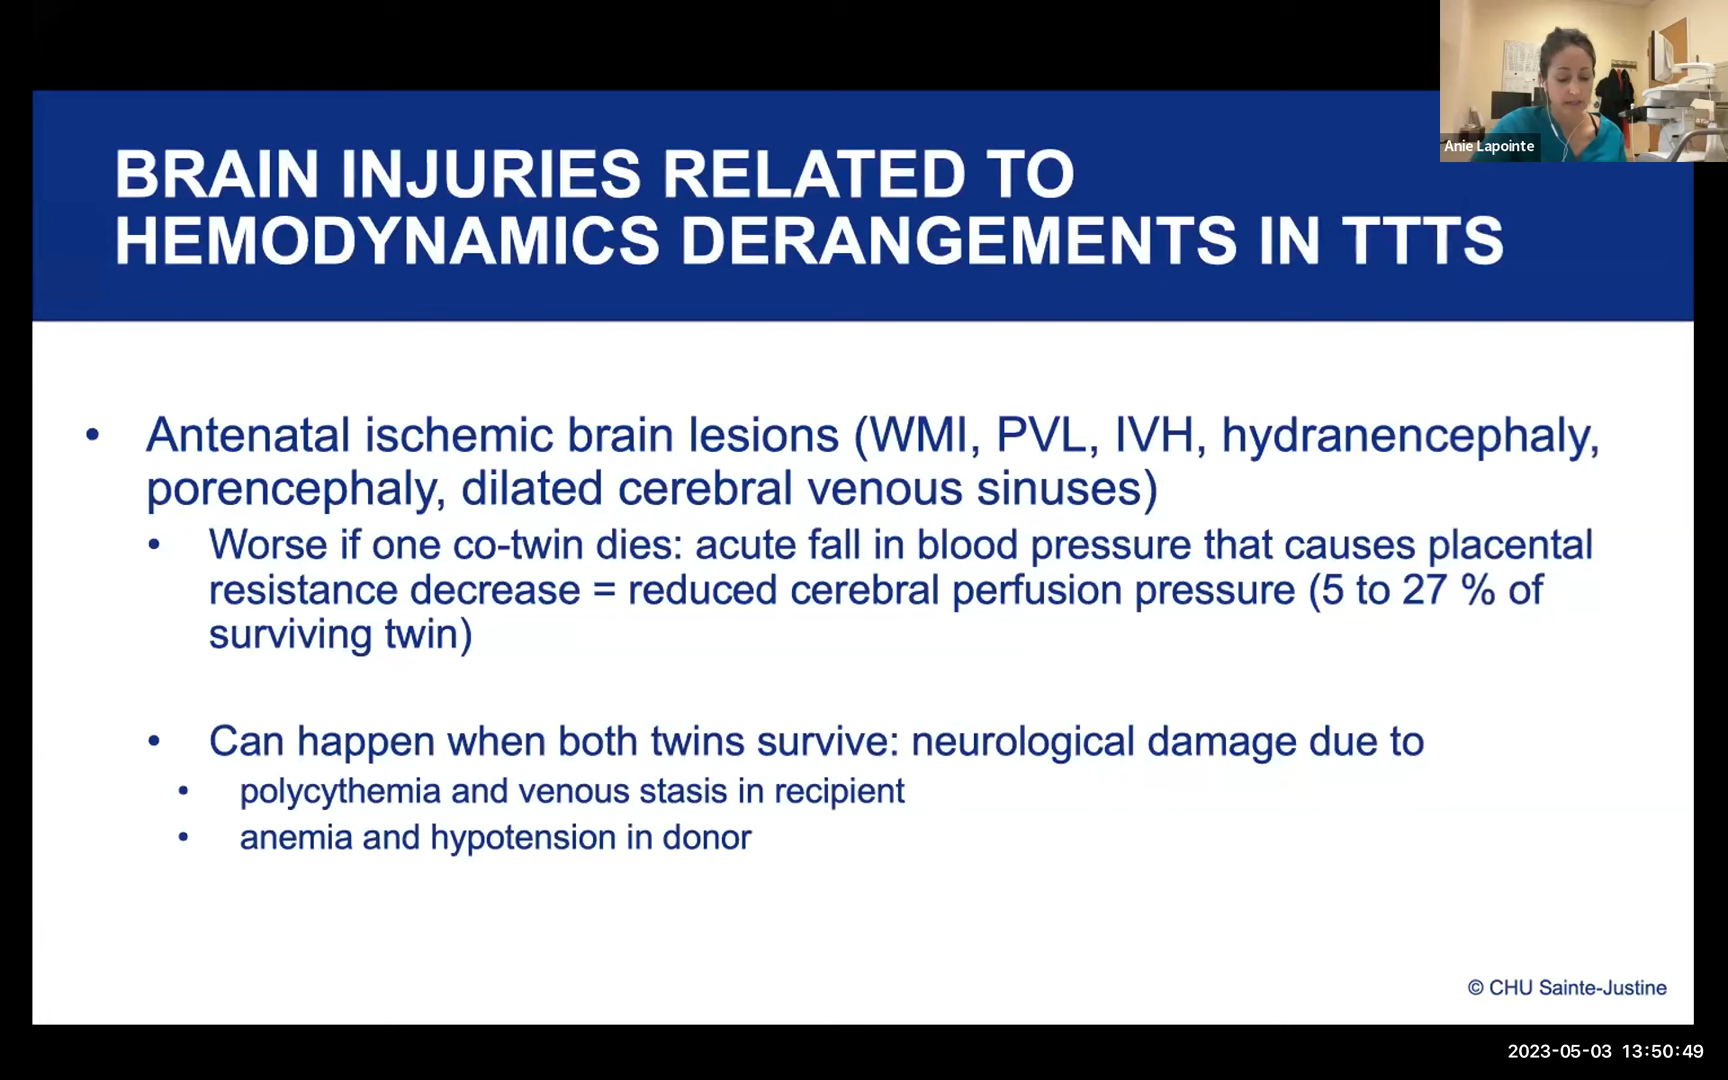 Anie Lapointe
BRAIN INJURIES RELATED TO
HEMODYNAMICS DERANGEMENTS IN TTTS
• Antenatal ischemic brain lesions (WMI, PVL, IVH, hydranencephaly,
porencephaly, dilated cerebral venous sinuses)
• Worse if one co-twin dies: acute fall in blood pressure that causes placental
resistance decrease = reduced cerebral perfusion pressure (5 to 27 % of
surviving twin)
• Can happen when both twins survive: neurological damage due to
• polycythemia and venous stasis in recipient
• anemia and hypotension in donor
© CHU Sainte-Justine
2023-05-03 13:50:49